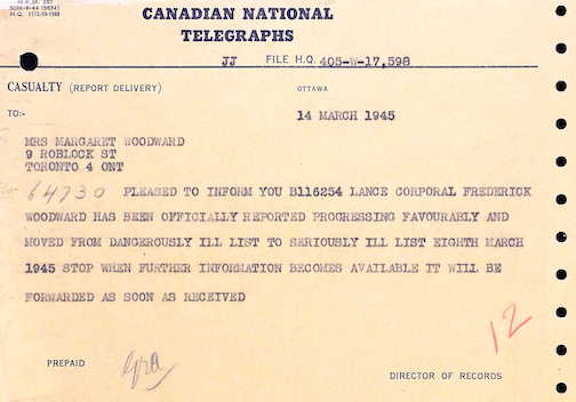 CANADIAN NATIONAL
TELEGRAPHS
JJ FILE H.Q. 405-W-17,598
CASUALTY (REPORT DELIVERY)
OTTAWA
TO:-
14 MARCH 1945
MRS MARGARET WOODWARD
9 ROBLOCK ST
TORONTO 4 ONT
64730 PLEASED TO INFORM YOU B116254 LANCE CORPORAL FREDERICK
WOODWARD HAS BEEN OFFICIALLY REPORTED PROGRESSING FAVOURABLY AND
MOVED FROM DANGEROUSLY ILL LIST TO SERIOUSLY ILL LIST EIGHTH MARCH
1945 STOP WHEN FURTHER INFORMATION BECOMES AVAILABLE IT WILL BE
FORWARDED AS SOON AS RECEIVED
12
PREPAID
DIRECTOR OF RECORDS